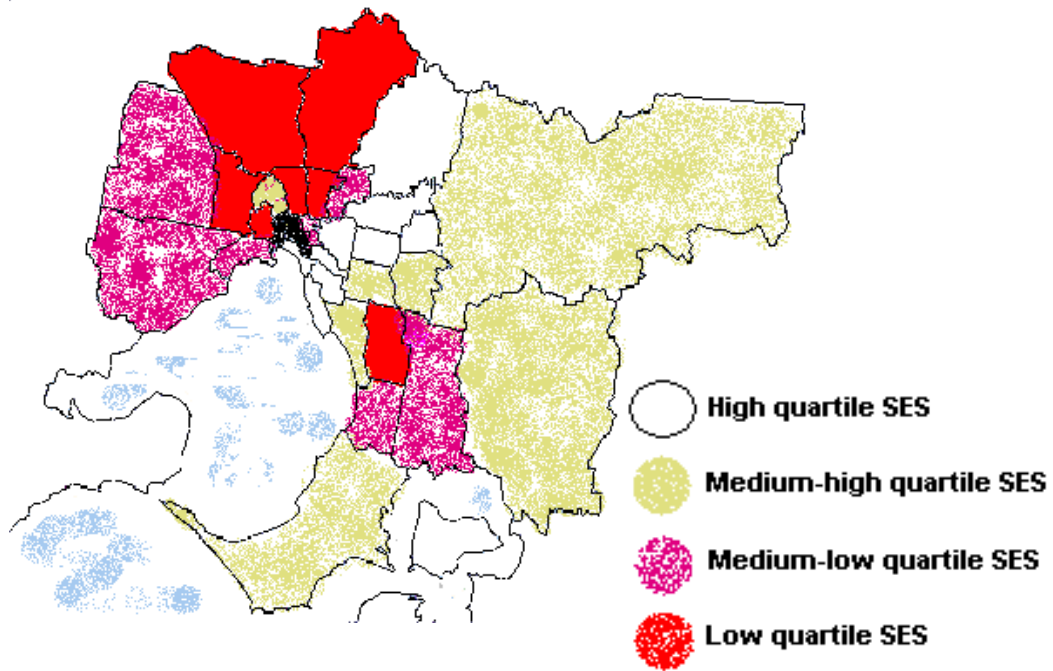 High quartile SES
Medium-high quartile SES
Medium-low quartile SES
Low quartile SES